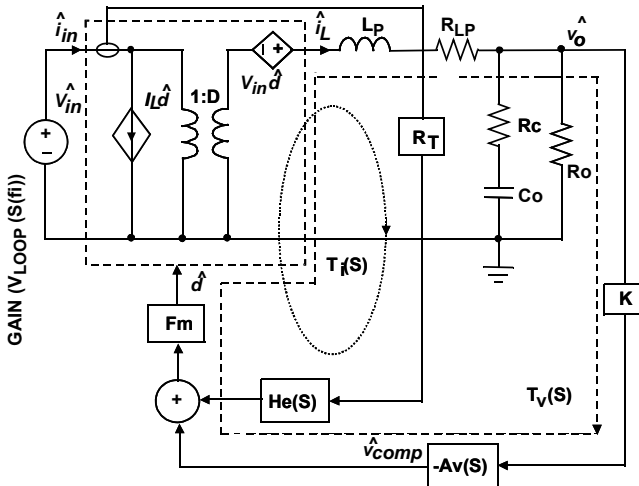 î_in
î_L
L_P
R_LP
v̂_o
V̂_in
+
−
I_L d̂
1:D
V_in d̂
− +
R_T
Rc
Ro
Co
GAIN (V_LOOP (S(fi))
T_i(S)
d̂
K
Fm
+
He(S)
T_v(S)
v̂_comp
-Av(S)